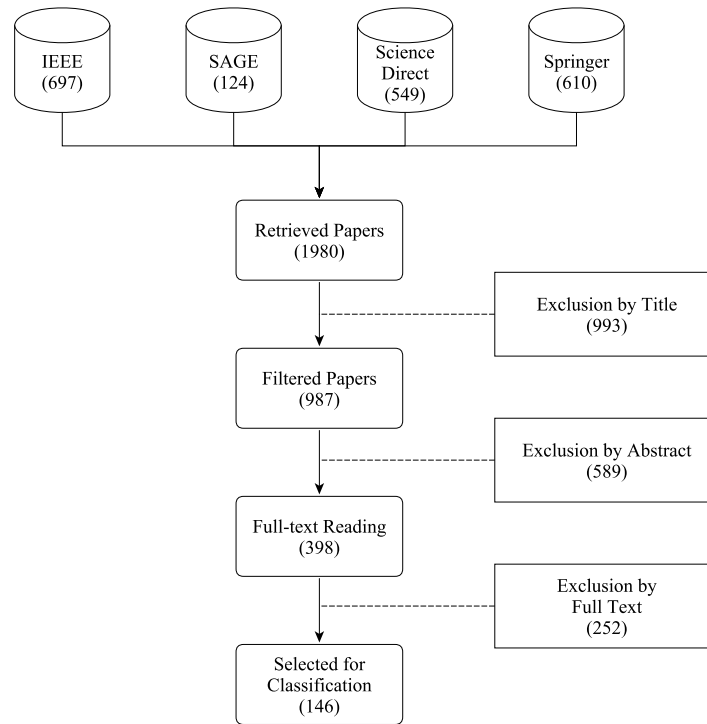 IEEE
(697)
SAGE
(124)
Science
Direct
(549)
Springer
(610)
Retrieved Papers
(1980)
Exclusion by Title
(993)
Filtered Papers
(987)
Exclusion by Abstract
(589)
Full-text Reading
(398)
Exclusion by
Full Text
(252)
Selected for
Classification
(146)